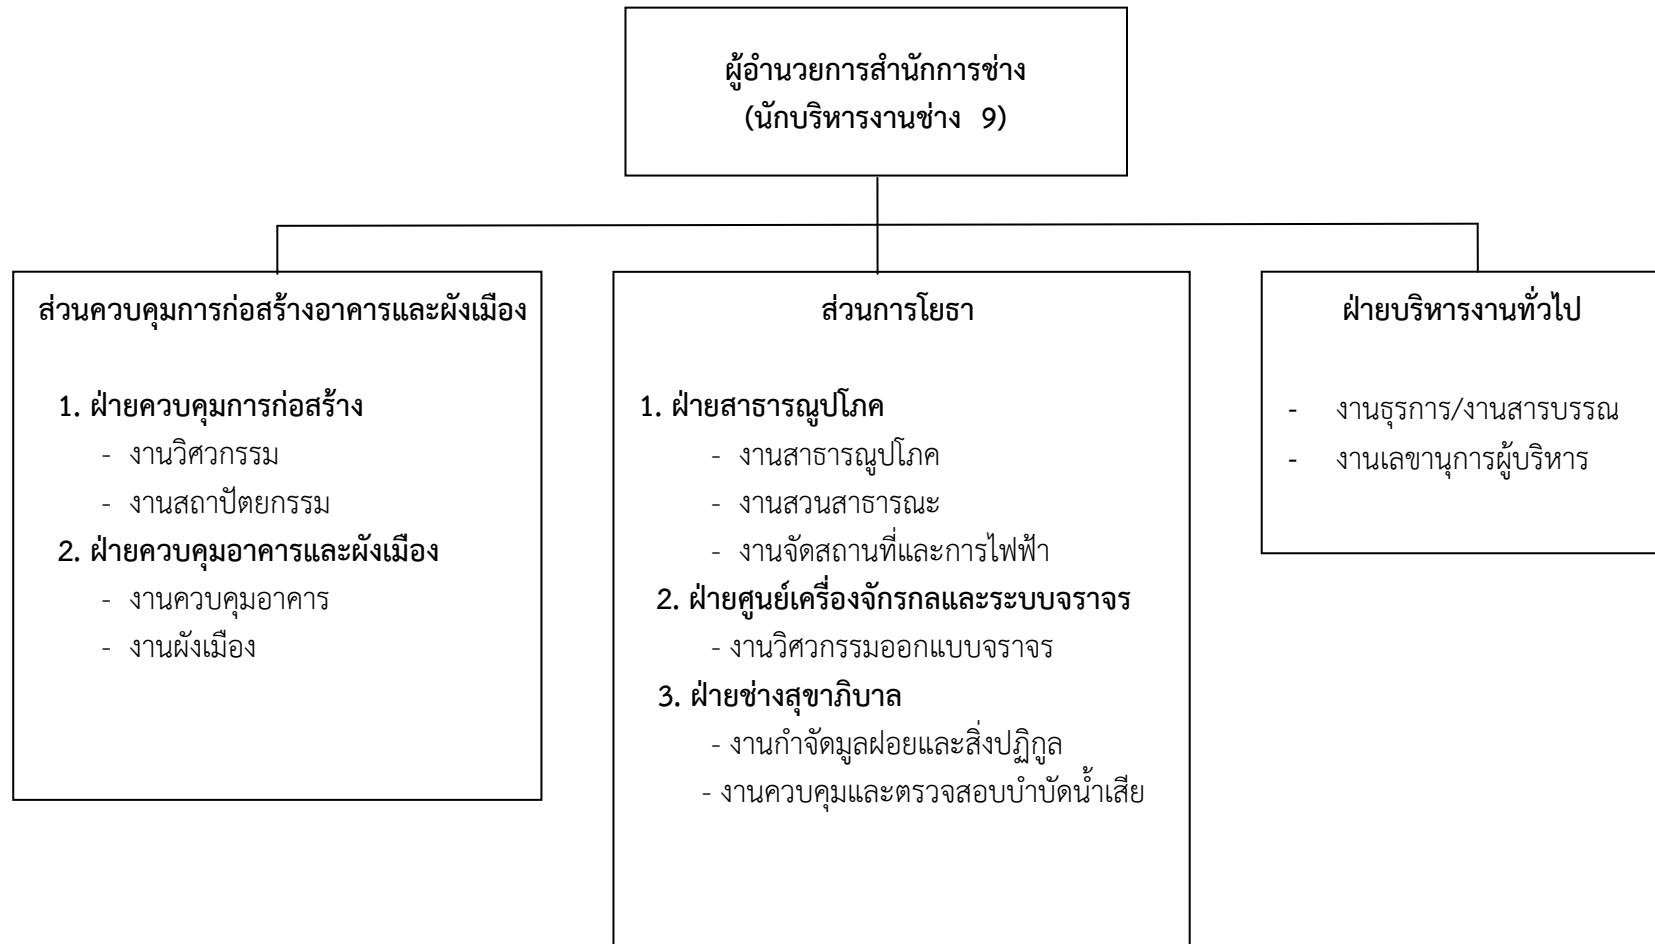 ผู้อำนวยการสำนักการช่าง
(นักบริหารงานช่าง 9)
ส่วนควบคุมการก่อสร้างอาคารและผังเมือง
1. ฝ่ายควบคุมการก่อสร้าง
- งานวิศวกรรม
- งานสถาปัตยกรรม
2. ฝ่ายควบคุมอาคารและผังเมือง
- งานควบคุมอาคาร
- งานผังเมือง
ส่วนการโยธา
1. ฝ่ายสาธารณูปโภค
- งานสาธารณูปโภค
- งานสวนสาธารณะ
- งานจัดสถานที่และการไฟฟ้า
2. ฝ่ายศูนย์เครื่องจักรกลและระบบจราจร
- งานวิศวกรรมออกแบบจราจร
3. ฝ่ายช่างสุขาภิบาล
- งานกำจัดมูลฝอยและสิ่งปฏิกูล
- งานควบคุมและตรวจสอบบำบัดน้ำเสีย
ฝ่ายบริหารงานทั่วไป
- งานธุรการ/งานสารบรรณ
- งานเลขานุการผู้บริหาร